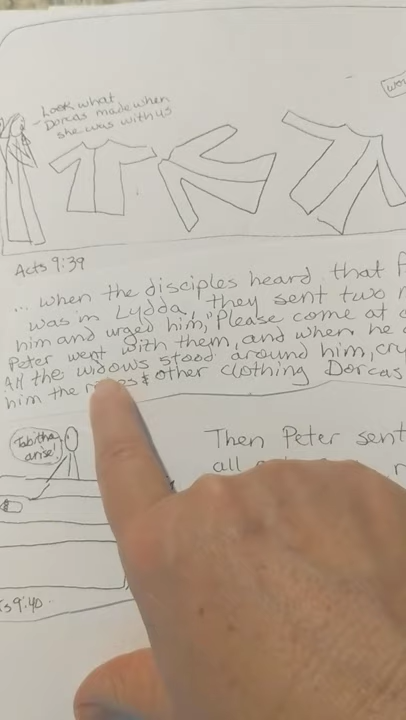 Look what
Dorcas made when
she was with us
Acts 9:39
... when the disciples heard that
was in Lydda, they sent two
him and urged him, "Please come at
Peter went with them, and when he
All the widows stood around him,
him the & other clothing Dorcas
Tabitha
arise!
Then Peter sent
all
9:40